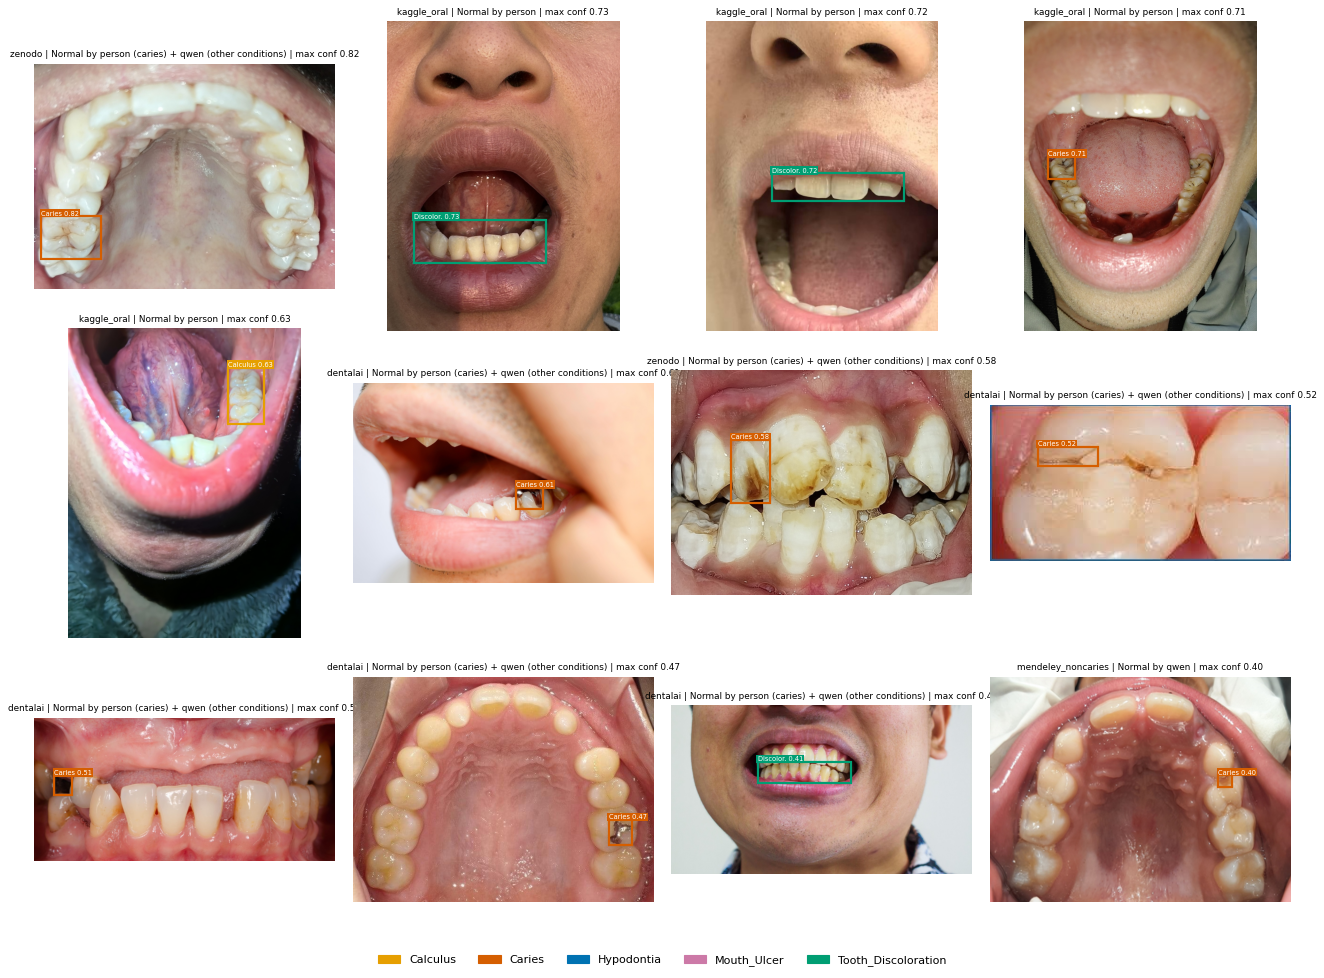 kaggle_oral | Normal by person | max conf 0.73
kaggle_oral | Normal by person | max conf 0.72
kaggle_oral | Normal by person | max conf 0.71
zenodo | Normal by person (caries) + qwen (other conditions) | max conf 0.82
Caries 0.82
Discolor. 0.73
Discolor. 0.72
Caries 0.71
kaggle_oral | Normal by person | max conf 0.63
dentalai | Normal by person (caries) + qwen (other conditions) | max conf
zenodo | Normal by person (caries) + qwen (other conditions) | max conf 0.58
dentalai | Normal by person (caries) + qwen (other conditions) | max conf 0.52
Calculus 0.63
Caries 0.61
Caries 0.58
Caries 0.52
dentalai | Normal by person (caries) + qwen (other conditions) | max conf
dentalai | Normal by person (caries) + qwen (other conditions) | max conf 0.47
dentalai | Normal by person (caries) + qwen (other conditions) | max conf
mendeley_noncaries | Normal by qwen | max conf 0.40
Caries 0.51
Caries 0.47
Discolor. 0.41
Caries 0.40
Calculus
Caries
Hypodontia
Mouth_Ulcer
Tooth_Discoloration